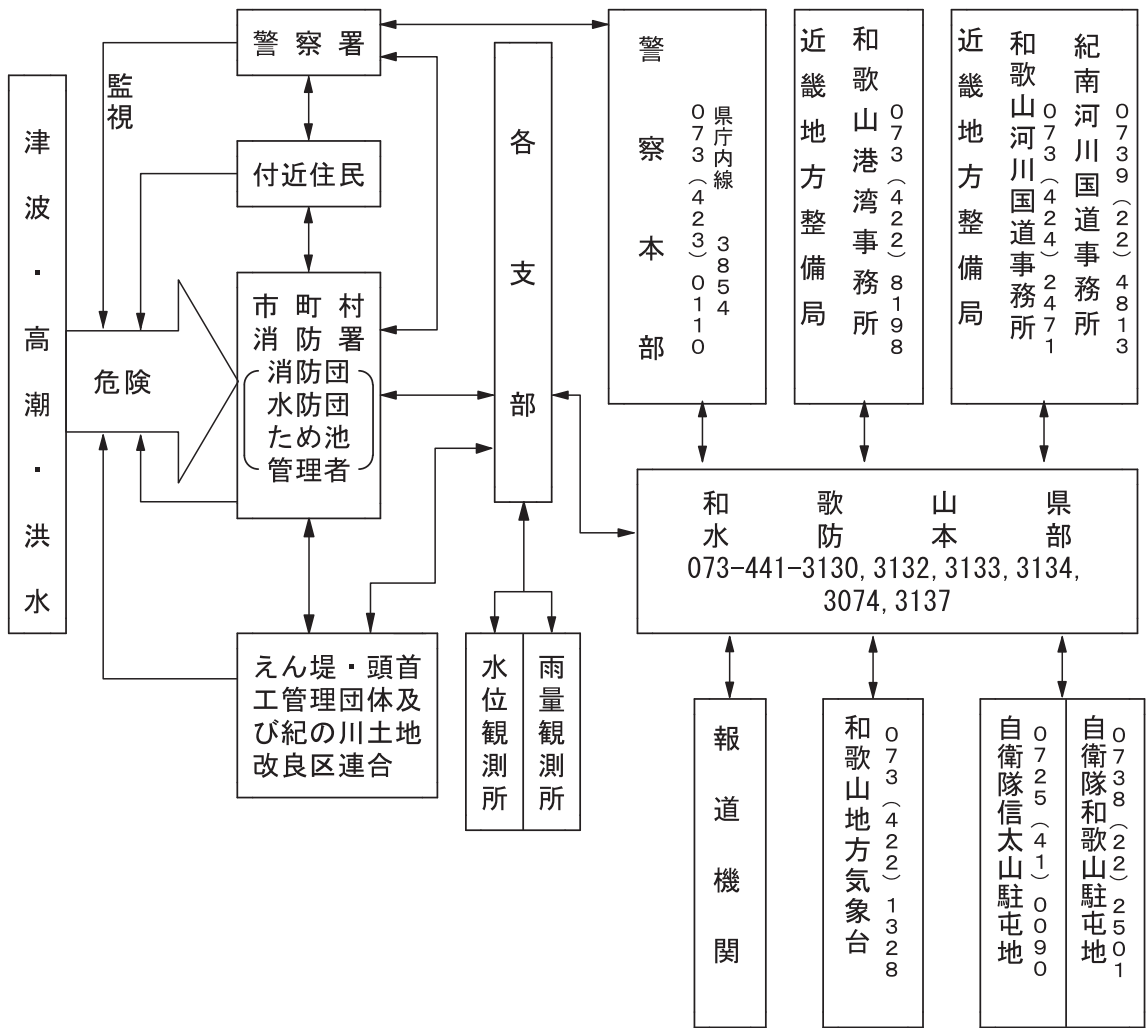 津波・高潮・洪水
監視
危険
警察署
付近住民
市町村
消防署
消防団
水防団
ため池
管理者
えん堤・頭首
工管理団体及
び紀の川土地
改良区連合
各支部
水位観測所
雨量観測所
警察本部
県庁内線 3854
073(423)0110
近畿地方整備局
和歌山港湾事務所
073(422)8198
近畿地方整備局
和歌山河川国道事務所
073(424)2471
紀南河川国道事務所
0739(22)4813
和歌山県
水防本部
073-441-3130, 3132, 3133, 3134,
3074, 3137
報道機関
和歌山地方気象台
073(422)1328
自衛隊信太山駐屯地
0725(41)0090
自衛隊和歌山駐屯地
0738(22)2501